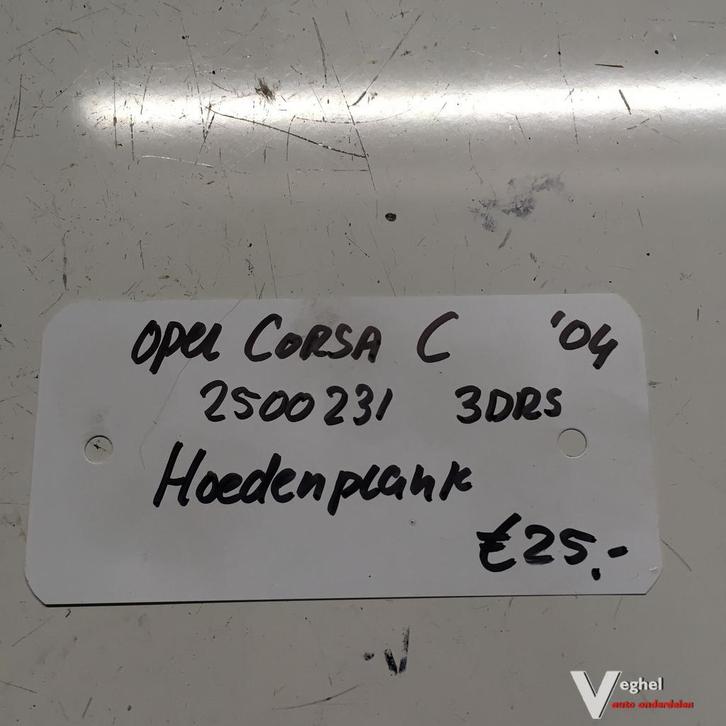 Opel CORSA C '04
2500231 3DRS
Hoedenplank
€25,-
Veghel
auto onderdelen